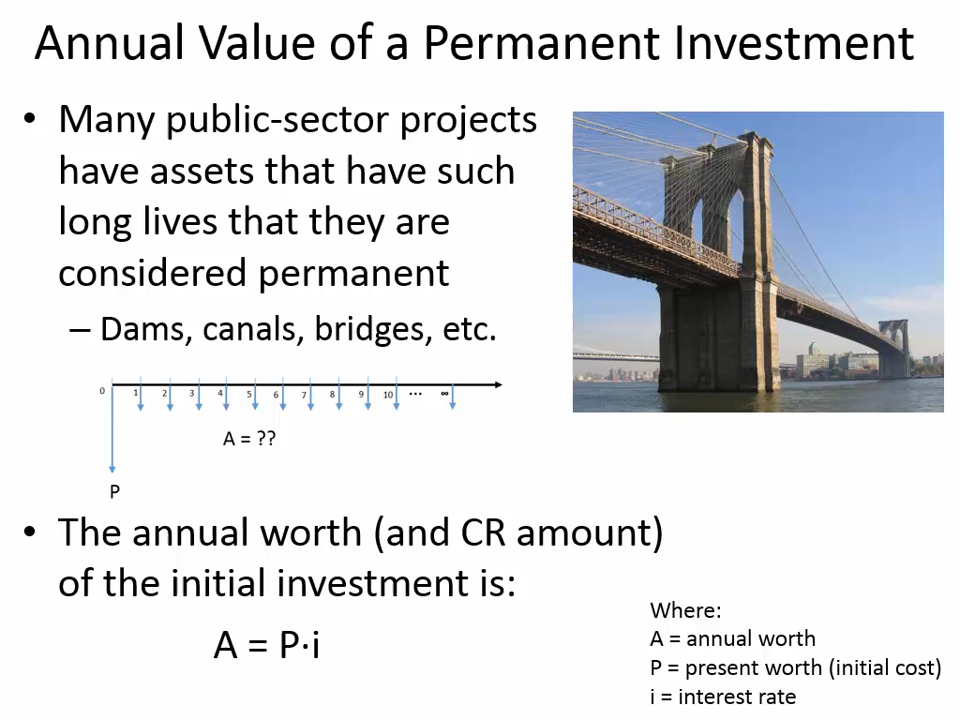 Annual Value of a Permanent Investment
• Many public-sector projects
have assets that have such
long lives that they are
considered permanent
– Dams, canals, bridges, etc.
0 1 2 3 4 5 6 7 8 9 10 ... ∞
A = ??
P
• The annual worth (and CR amount)
of the initial investment is:
A = P·i
Where:
A = annual worth
P = present worth (initial cost)
i = interest rate